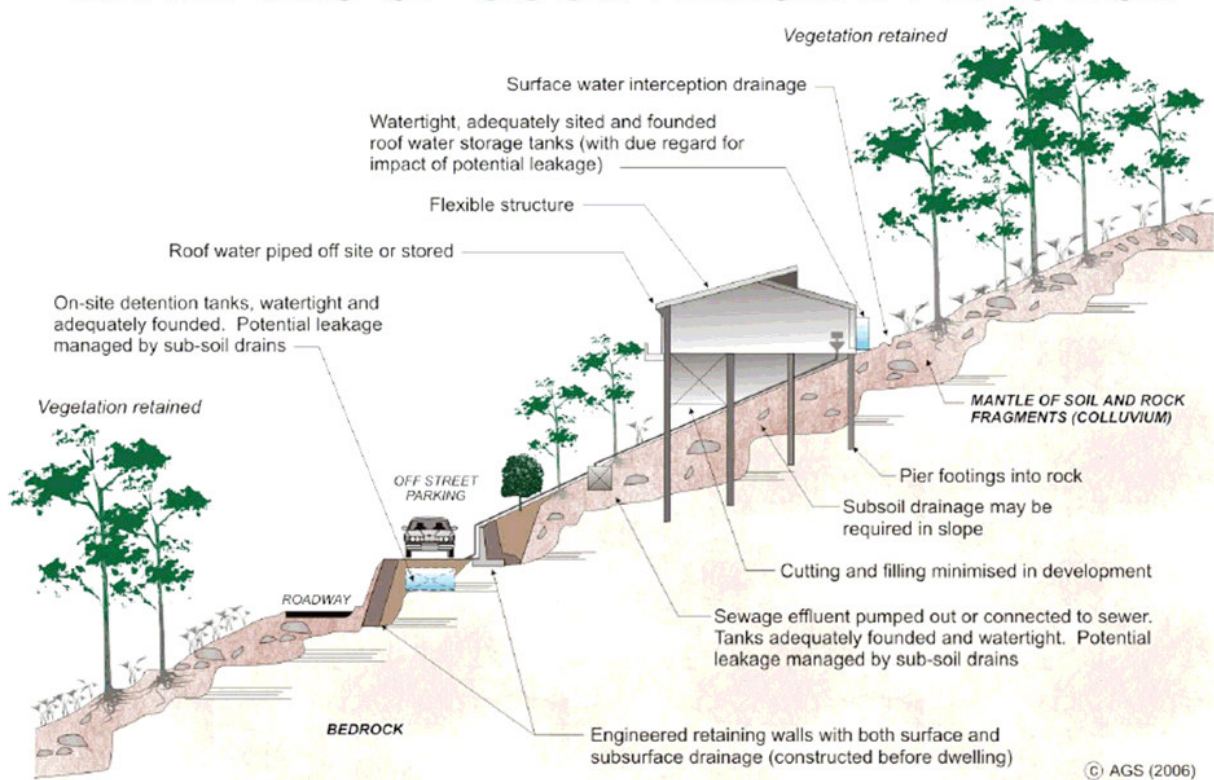 Vegetation retained
Surface water interception drainage
Watertight, adequately sited and founded
roof water storage tanks (with due regard for
impact of potential leakage)
Flexible structure
Roof water piped off site or stored
On-site detention tanks, watertight and
adequately founded. Potential leakage
managed by sub-soil drains
Vegetation retained
MANTLE OF SOIL AND ROCK
FRAGMENTS (COLLUVIUM)
OFF STREET
PARKING
Pier footings into rock
Subsoil drainage may be
required in slope
Cutting and filling minimised in development
ROADWAY
Sewage effluent pumped out or connected to sewer.
Tanks adequately founded and watertight. Potential
leakage managed by sub-soil drains
BEDROCK
Engineered retaining walls with both surface and
subsurface drainage (constructed before dwelling)
© AGS (2006)